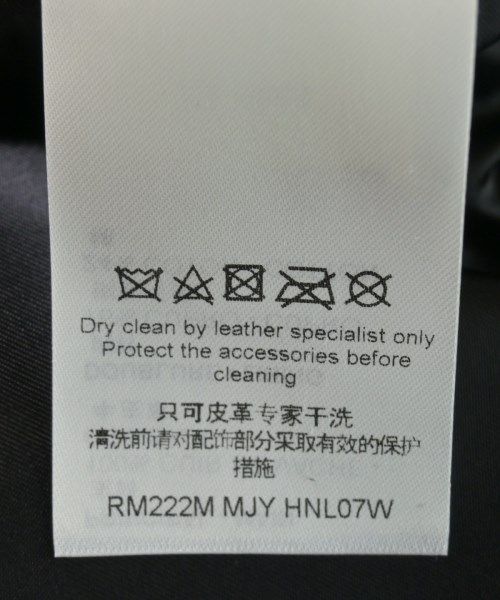 Dry clean by leather specialist only
Protect the accessories before
cleaning
只可皮革专家干洗
清洗前请对配饰部分采取有效的保护
措施
RM222M MJY HNL07W